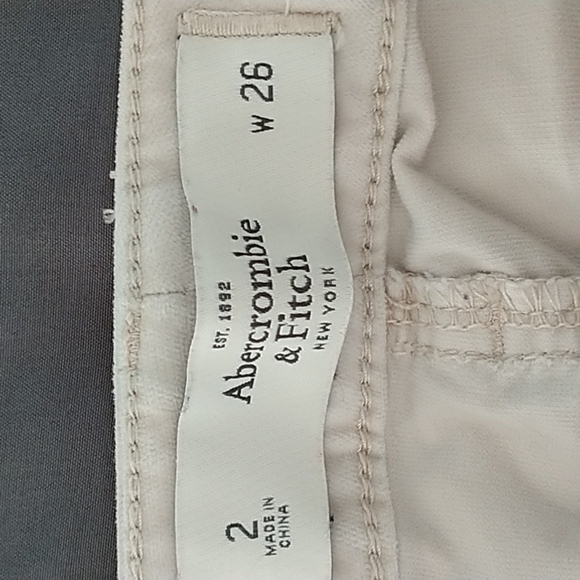 2
MADE IN
CHINA
EST. 1892
Abercrombie
& Fitch
NEW YORK
W 26